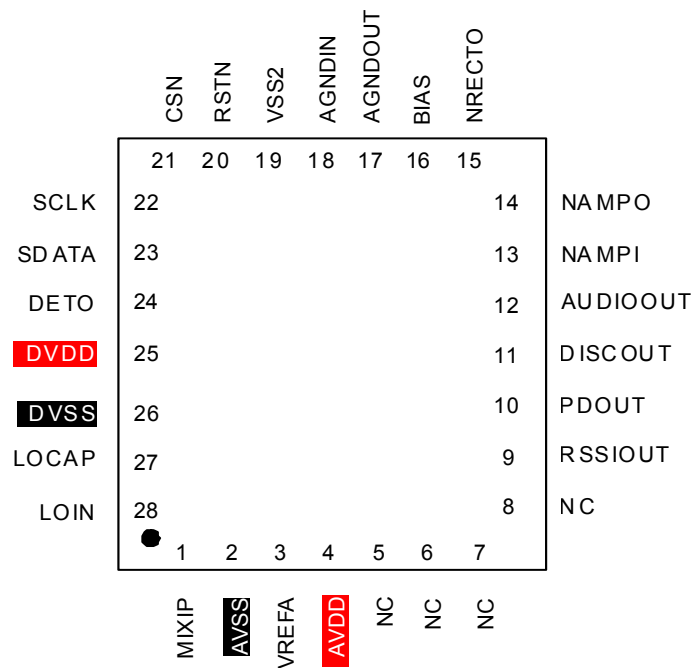 CSN RSTN VSS2 AGNDIN AGNDOUT BIAS NRECTO
21 20 19 18 17 16 15
SCLK 22 14 NAMPO
SDATA 23 13 NAMPI
DETO 24 12 AUDIOOUT
DVDD 25 11 DISCOUT
DVSS 26 10 PDOUT
LOCAP 27 9 RSSIOUT
LOIN 28 8 NC
1 2 3 4 5 6 7
MIXIP AVSS VREFA AVDD NC NC NC